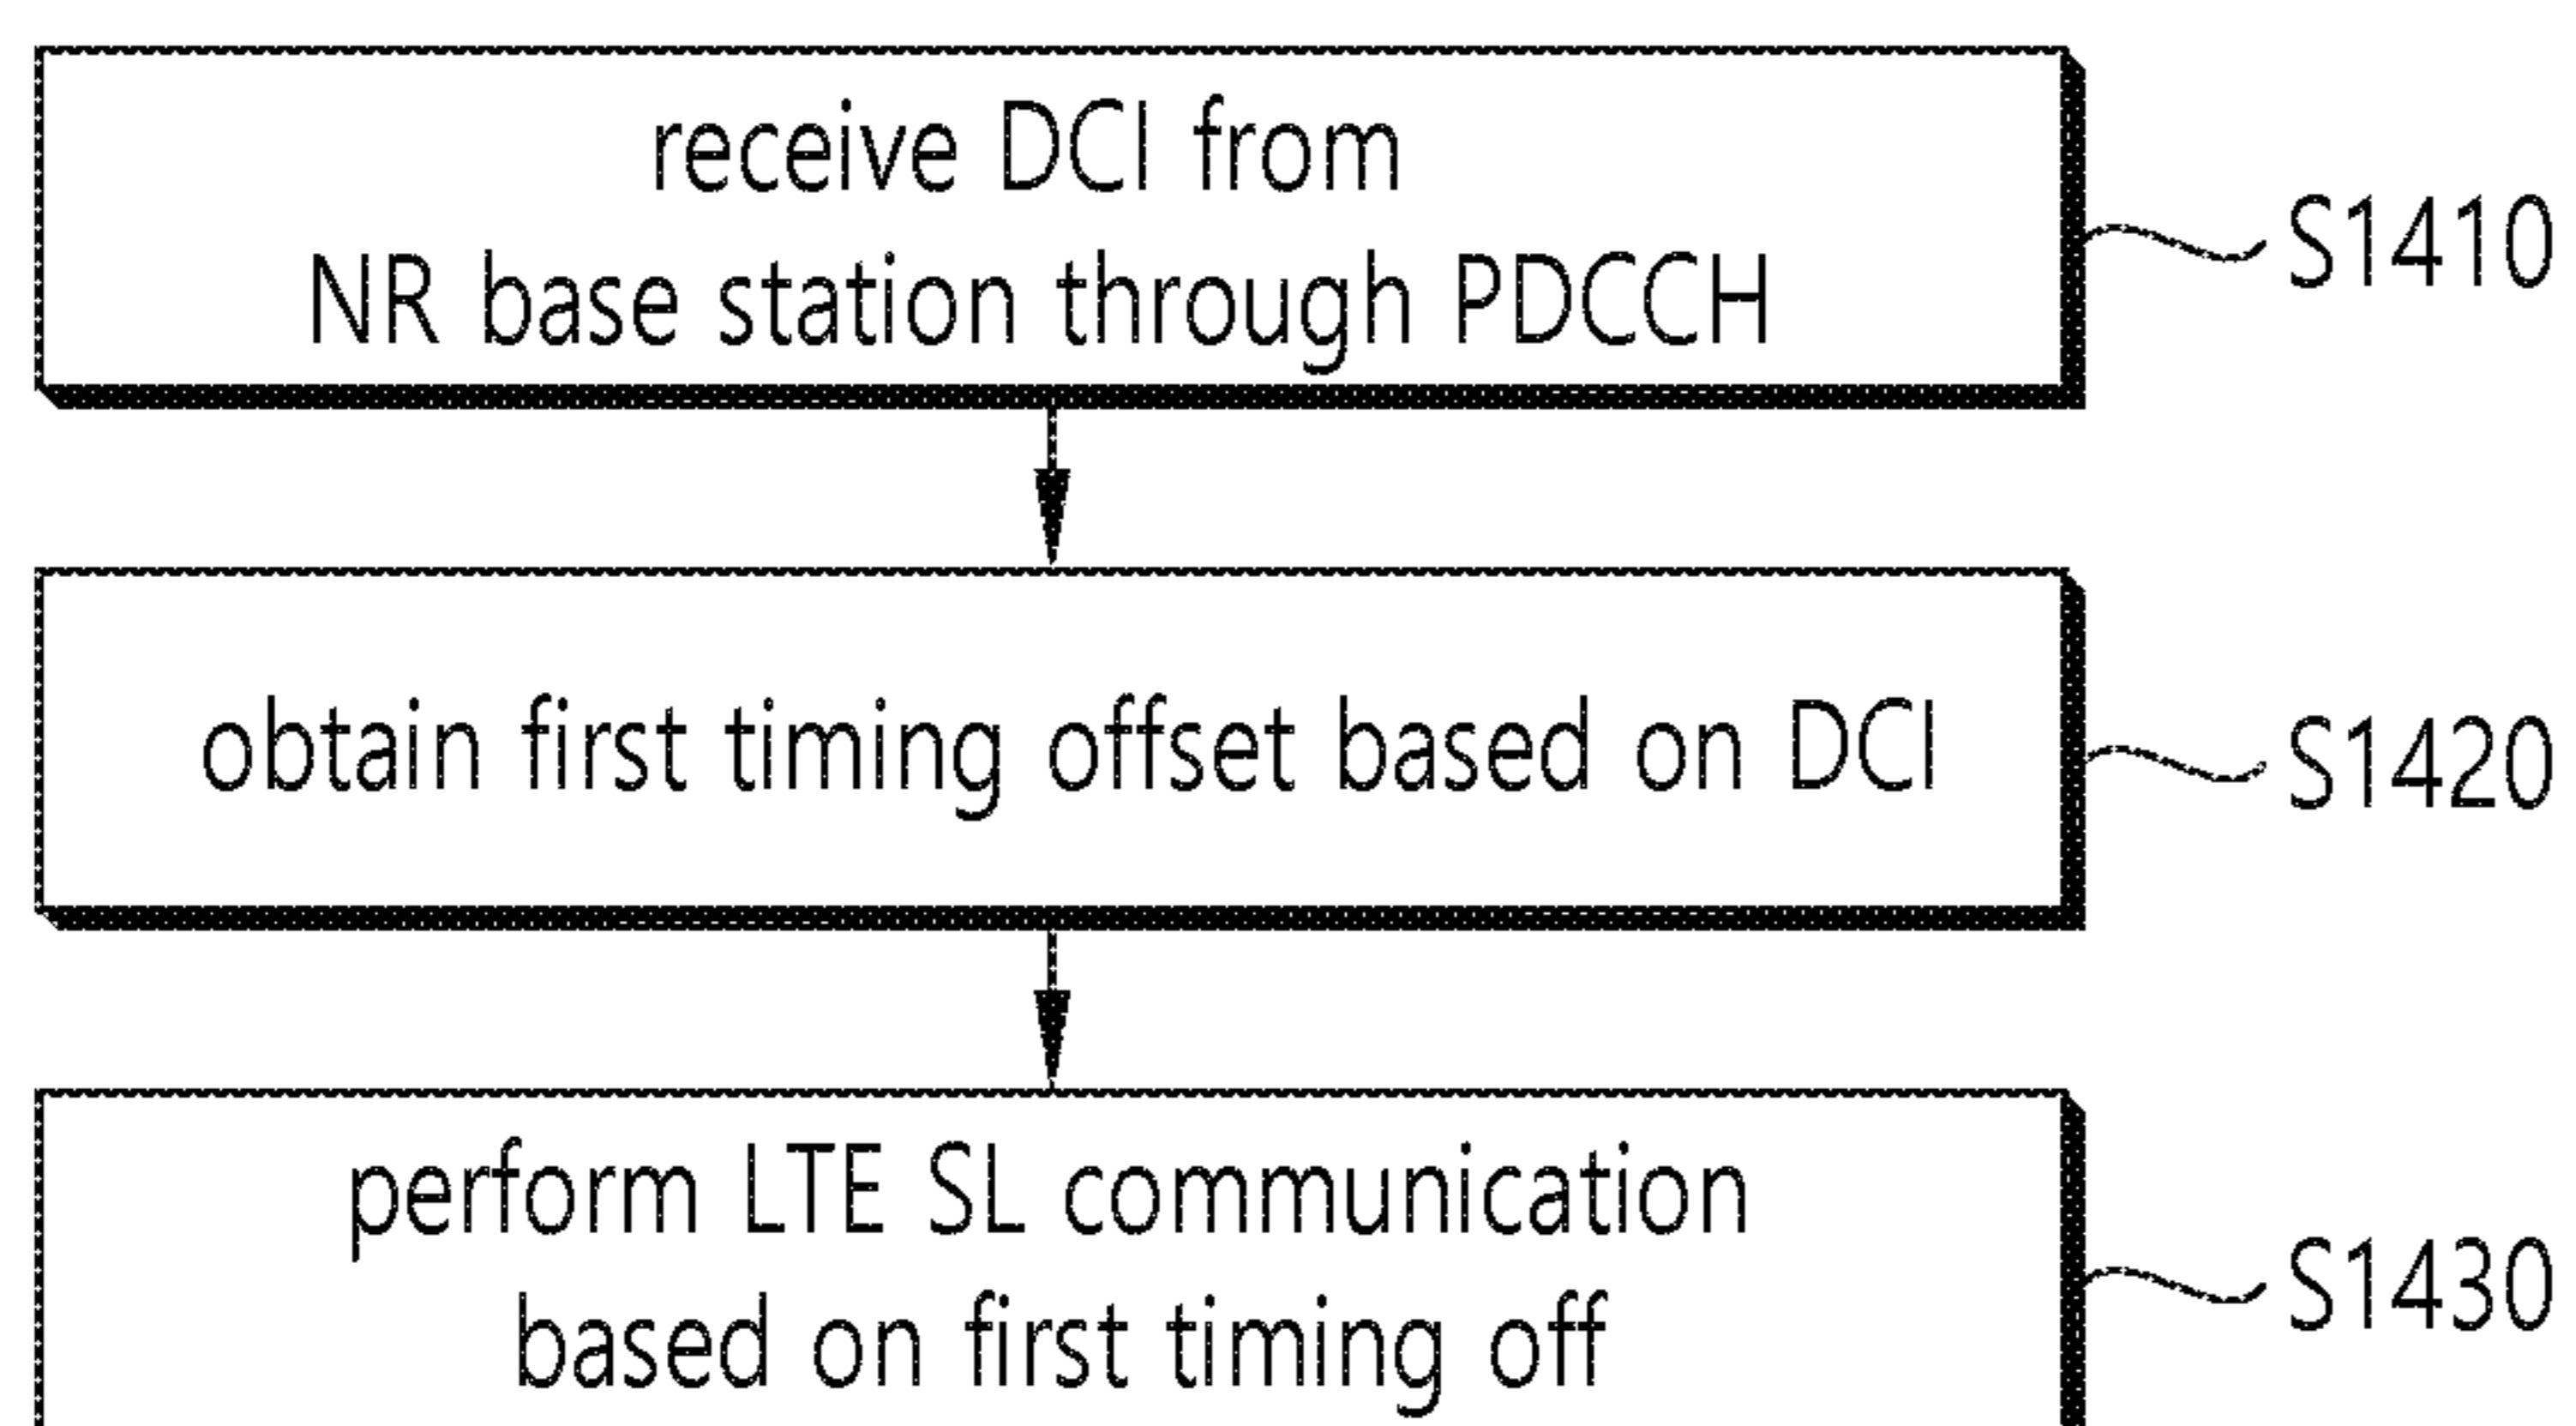 receive DCI from
NR base station through PDCCH
S1410
obtain first timing offset based on DCI
S1420
perform LTE SL communication
based on first timing off
S1430